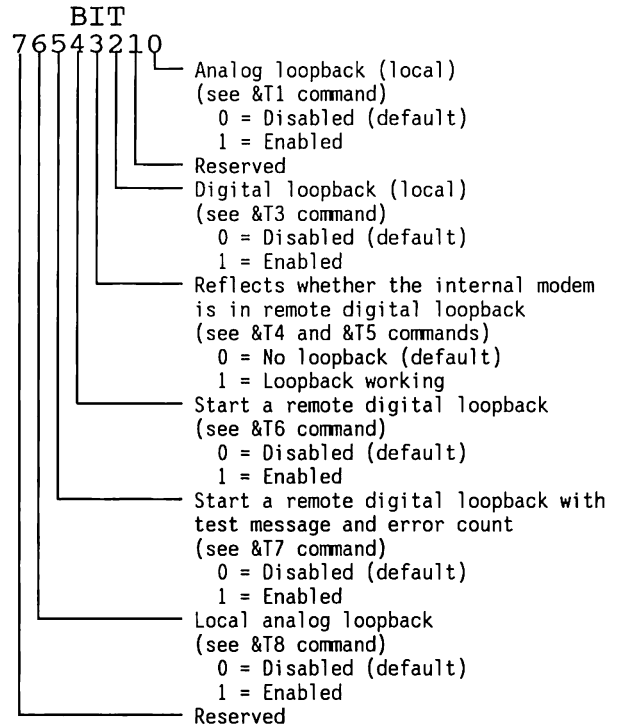 BIT
76543210
Analog loopback (local)
(see &T1 command)
0 = Disabled (default)
1 = Enabled
Reserved
Digital loopback (local)
(see &T3 command)
0 = Disabled (default)
1 = Enabled
Reflects whether the internal modem
is in remote digital loopback
(see &T4 and &T5 commands)
0 = No loopback (default)
1 = Loopback working
Start a remote digital loopback
(see &T6 command)
0 = Disabled (default)
1 = Enabled
Start a remote digital loopback with
test message and error count
(see &T7 command)
0 = Disabled (default)
1 = Enabled
Local analog loopback
(see &T8 command)
0 = Disabled (default)
1 = Enabled
Reserved